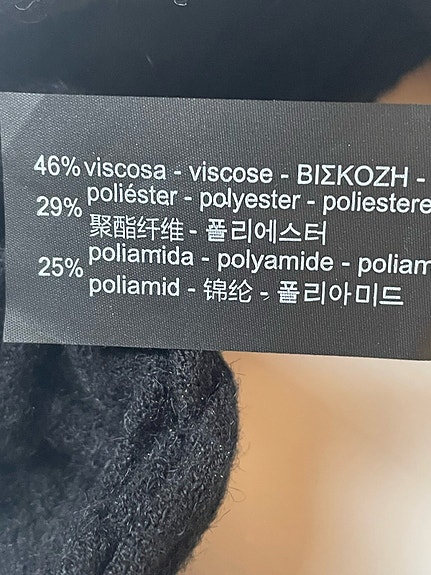 46% viscosa - viscose - ΒΙΣΚΟΖΗ -
29% poliéster - polyester - poliestere
聚酯纤维 - 폴리에스터
25% poliamida - polyamide - poliam
poliamid - 锦纶 - 폴리아미드